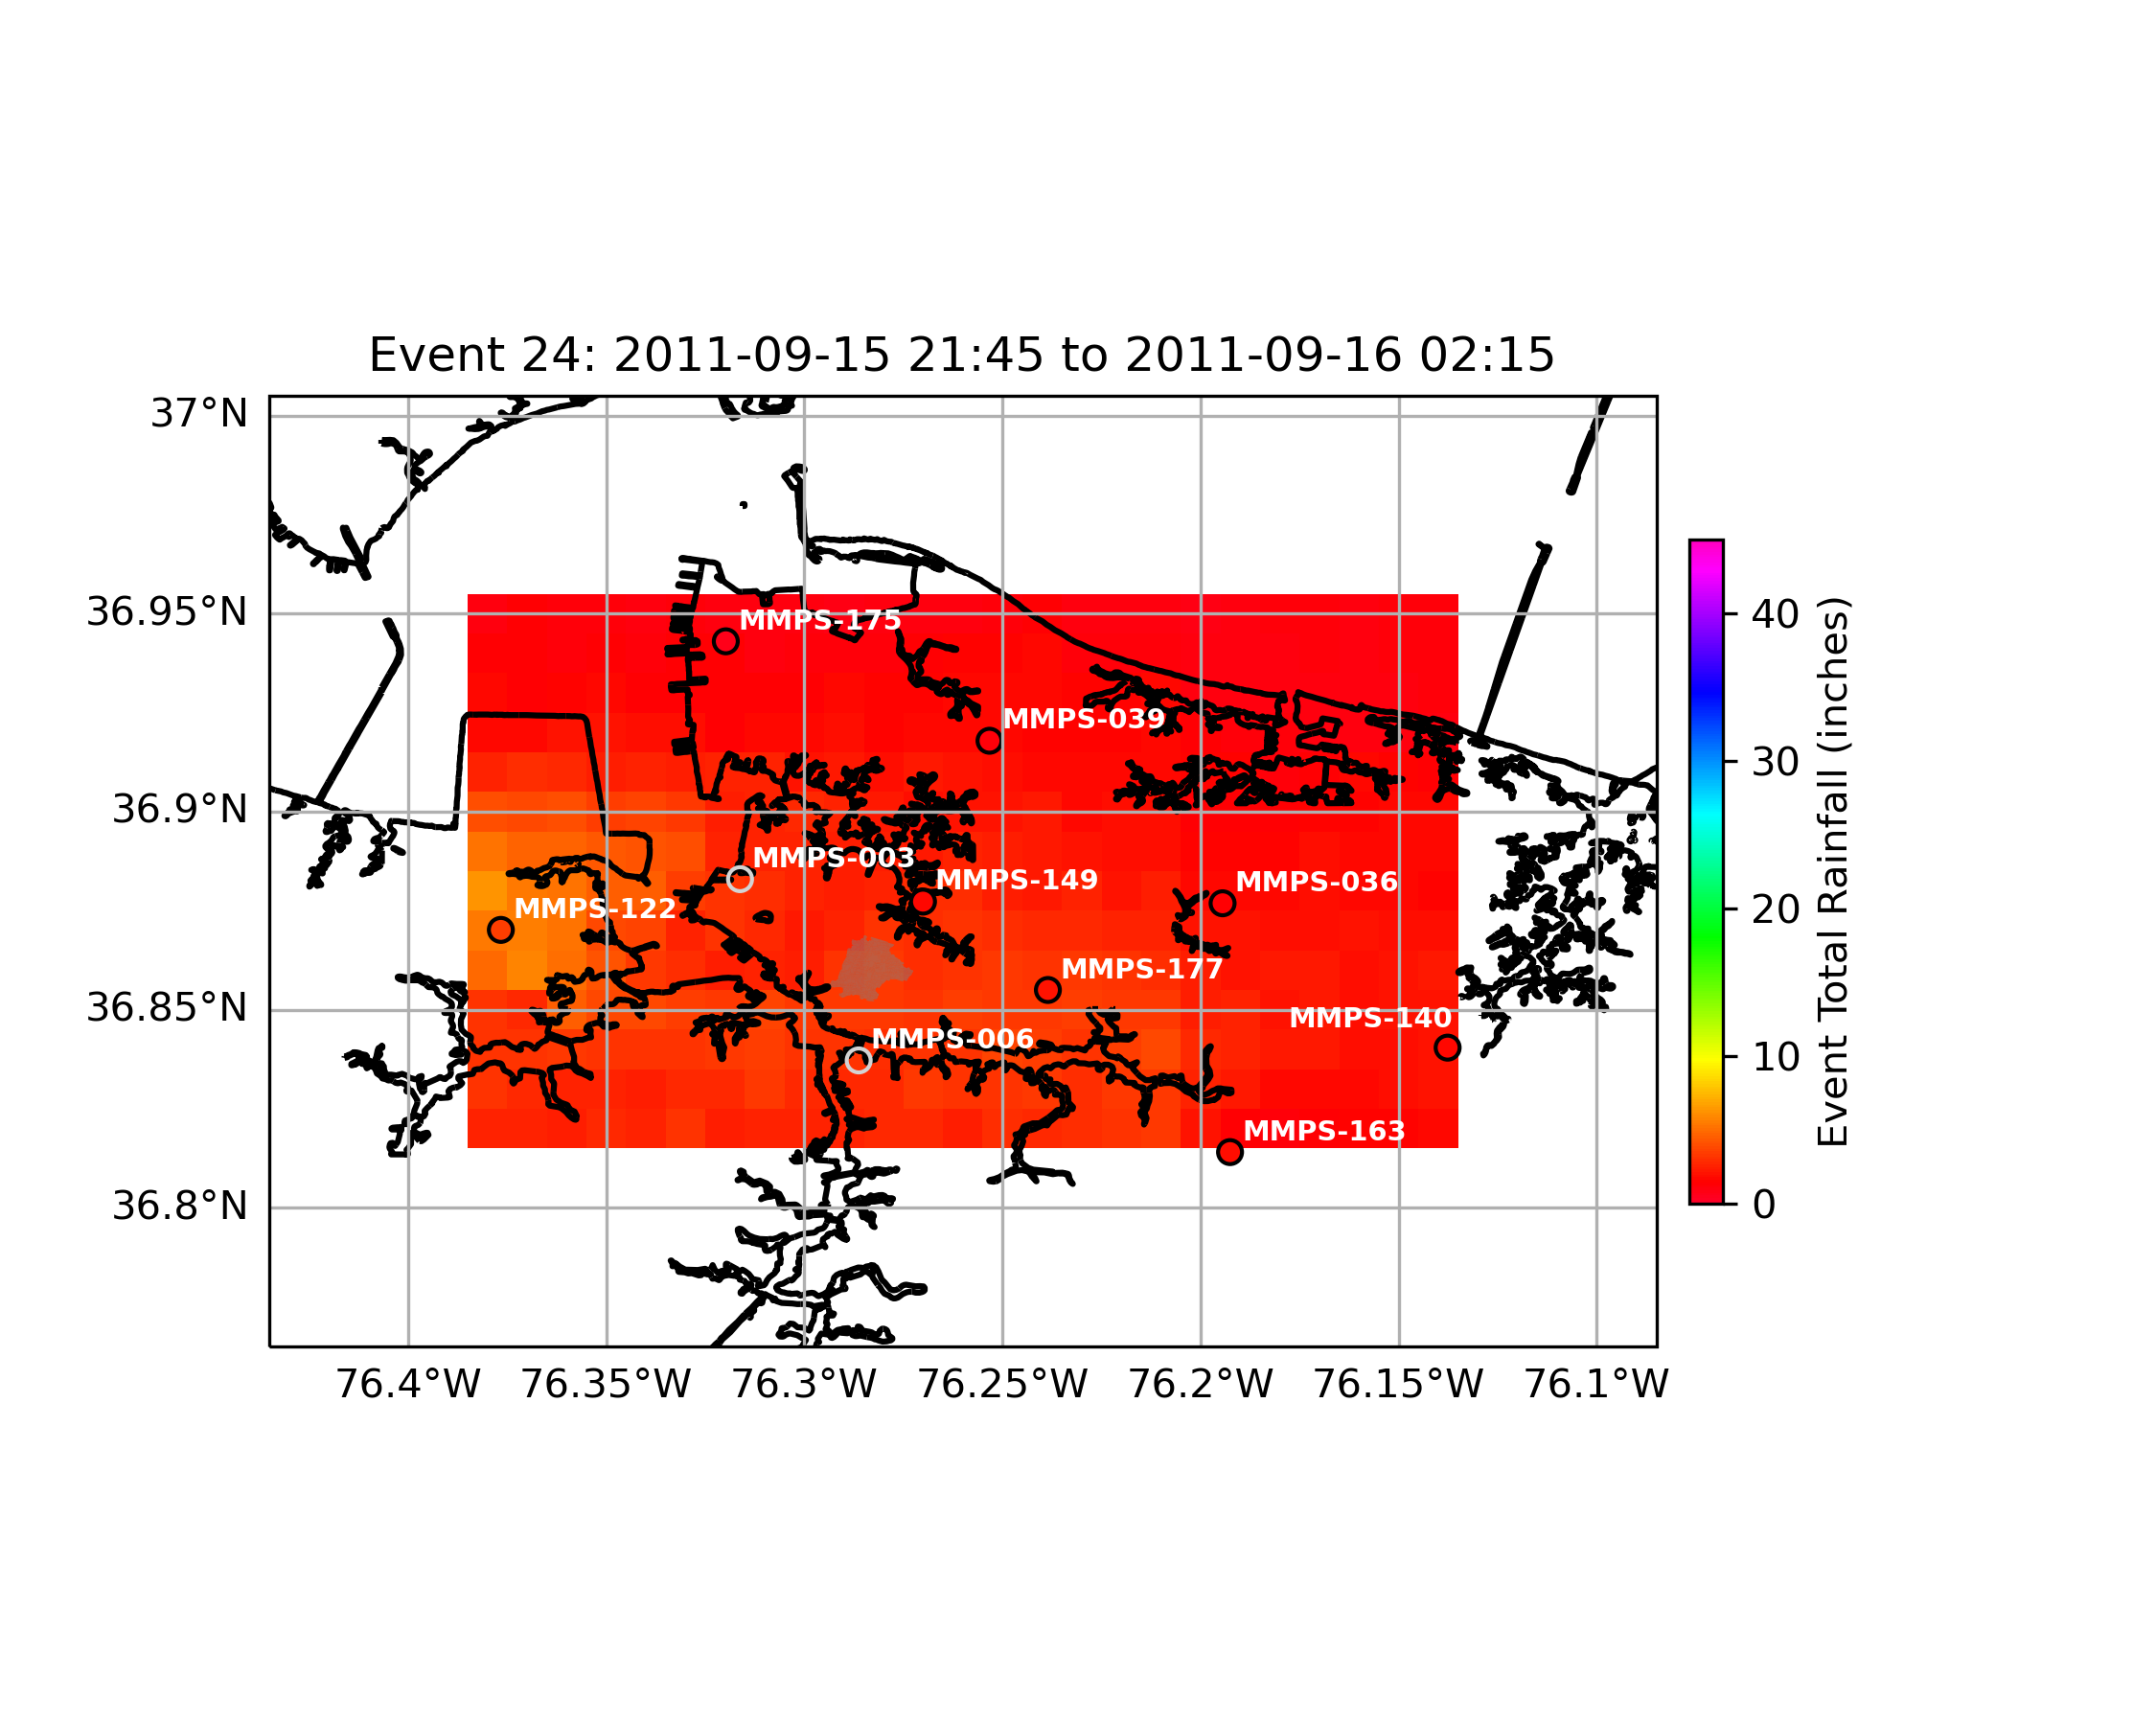 Event 24: 2011-09-15 21:45 to 2011-09-16 02:15
37°N
36.95°N
36.9°N
36.85°N
36.8°N
MMPS-175
MMPS-039
MMPS-003
MMPS-149
MMPS-036
MMPS-122
MMPS-177
MMPS-140
MMPS-006
MMPS-163
76.4°W
76.35°W
76.3°W
76.25°W
76.2°W
76.15°W
76.1°W
40
30
20
10
0
Event Total Rainfall (inches)